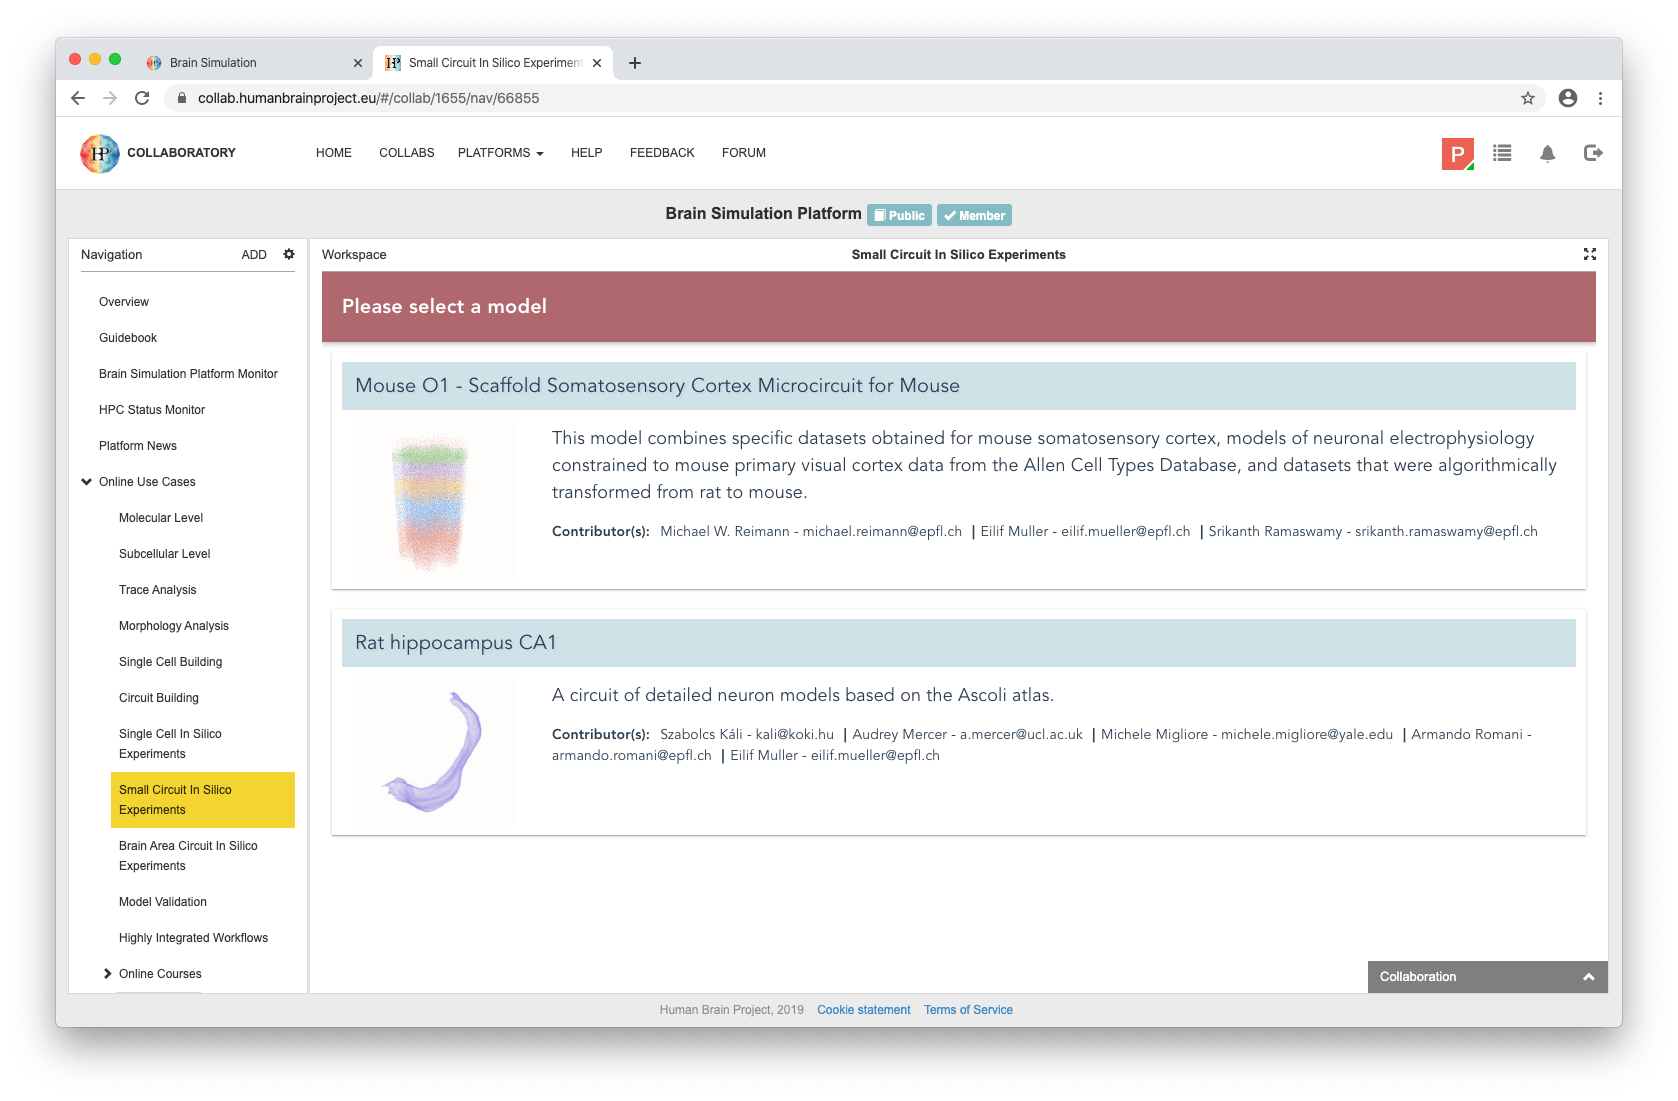 Brain Simulation
Small Circuit In Silico Experiment
collab.humanbrainproject.eu/#/collab/1655/nav/66855
HP COLLABORATORY
HOME COLLABS PLATFORMS HELP FEEDBACK FORUM
P
Brain Simulation Platform Public Member
Navigation ADD
Overview
Guidebook
Brain Simulation Platform Monitor
HPC Status Monitor
Platform News
Online Use Cases
Molecular Level
Subcellular Level
Trace Analysis
Morphology Analysis
Single Cell Building
Circuit Building
Single Cell In Silico
Experiments
Small Circuit In Silico
Experiments
Brain Area Circuit In Silico
Experiments
Model Validation
Highly Integrated Workflows
Online Courses
Workspace Small Circuit In Silico Experiments
Please select a model
Mouse O1 - Scaffold Somatosensory Cortex Microcircuit for Mouse
This model combines specific datasets obtained for mouse somatosensory cortex, models of neuronal electrophysiology
constrained to mouse primary visual cortex data from the Allen Cell Types Database, and datasets that were algorithmically
transformed from rat to mouse.
Contributor(s): Michael W. Reimann - michael.reimann@epfl.ch | Eilif Muller - eilif.mueller@epfl.ch | Srikanth Ramaswamy - srikanth.ramaswamy@epfl.ch
Rat hippocampus CA1
A circuit of detailed neuron models based on the Ascoli atlas.
Contributor(s): Szabolcs Káli - kali@koki.hu | Audrey Mercer - a.mercer@ucl.ac.uk | Michele Migliore - michele.migliore@yale.edu | Armando Romani -
armando.romani@epfl.ch | Eilif Muller - eilif.mueller@epfl.ch
Collaboration
Human Brain Project, 2019 Cookie statement Terms of Service